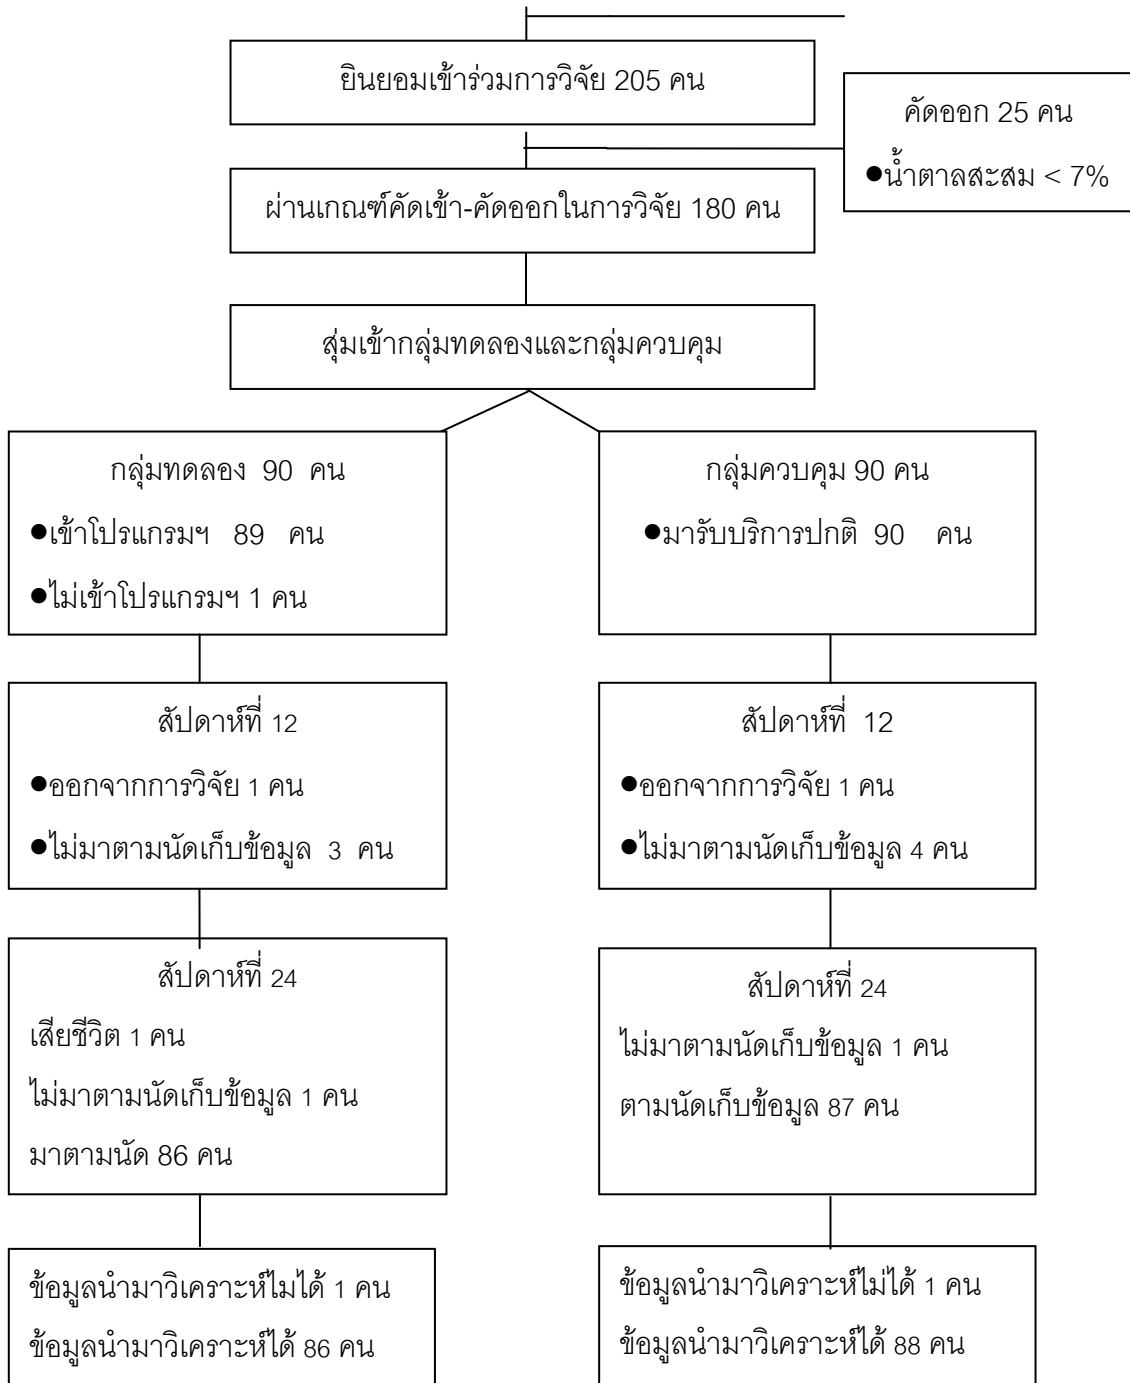 ยินยอมเข้าร่วมการวิจัย 205 คน
คัดออก 25 คน
●น้ำตาลสะสม < 7%
ผ่านเกณฑ์คัดเข้า-คัดออกในการวิจัย 180 คน
สุ่มเข้ากลุ่มทดลองและกลุ่มควบคุม
กลุ่มทดลอง 90 คน
●เข้าโปรแกรมฯ 89 คน
●ไม่เข้าโปรแกรมฯ 1 คน
กลุ่มควบคุม 90 คน
●มารับบริการปกติ 90 คน
สัปดาห์ที่ 12
●ออกจากการวิจัย 1 คน
●ไม่มาตามนัดเก็บข้อมูล 3 คน
สัปดาห์ที่ 12
●ออกจากการวิจัย 1 คน
●ไม่มาตามนัดเก็บข้อมูล 4 คน
สัปดาห์ที่ 24
เสียชีวิต 1 คน
ไม่มาตามนัดเก็บข้อมูล 1 คน
มาตามนัด 86 คน
สัปดาห์ที่ 24
ไม่มาตามนัดเก็บข้อมูล 1 คน
ตามนัดเก็บข้อมูล 87 คน
ข้อมูลนำมาวิเคราะห์ไมได้ 1 คน
ข้อมูลนำมาวิเคราะห์ได้ 86 คน
ข้อมูลนำมาวิเคราะห์ไม่ได้ 1 คน
ข้อมูลนำมาวิเคราะห์ได้ 88 คน